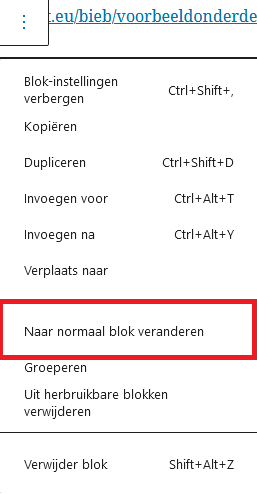 t.eu/bieb/voorbeeldonderde
Blok-instellingen
verbergen
Ctrl+Shift+,
Kopiëren
Dupliceren Ctrl+Shift+D
Invoegen voor Ctrl+Alt+T
Invoegen na Ctrl+Alt+Y
Verplaats naar
Naar normaal blok veranderen
Groeperen
Uit herbruikbare blokken
verwijderen
Verwijder blok Shift+Alt+Z